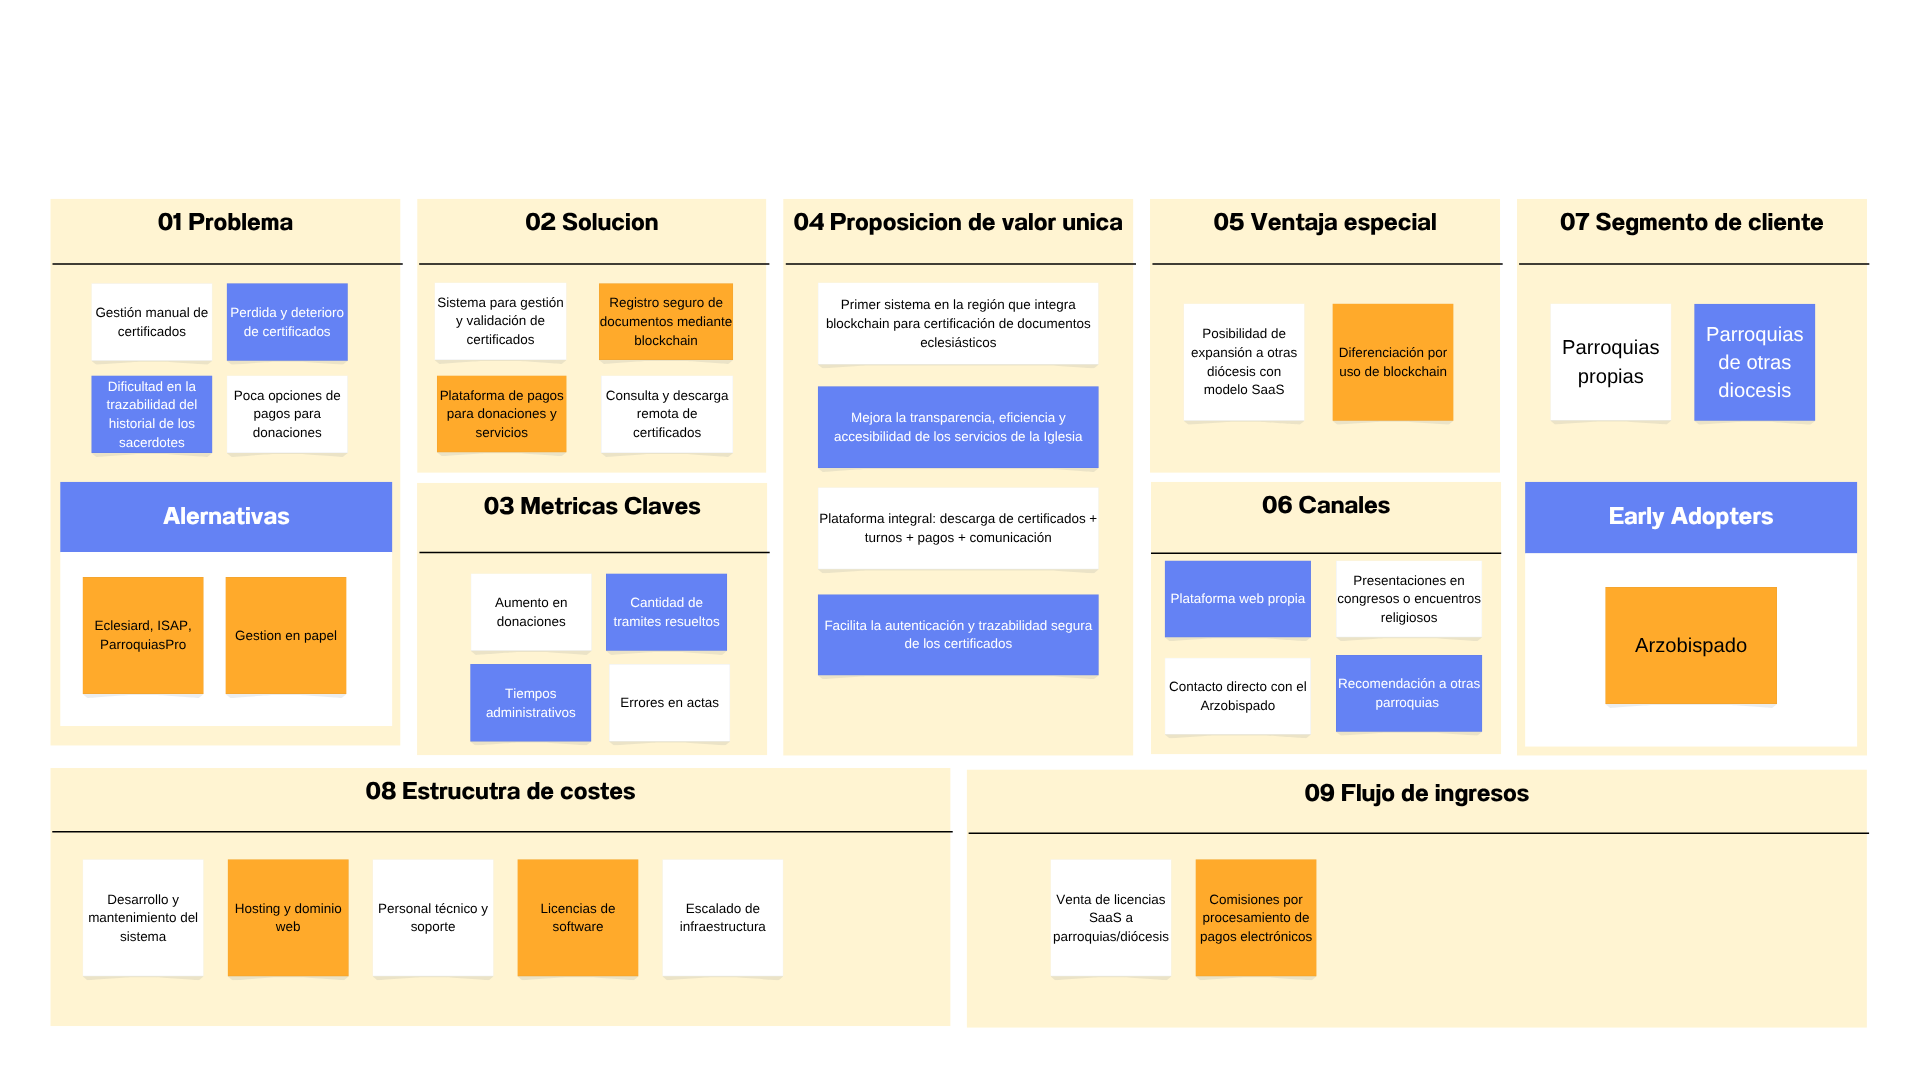 01 Problema
Gestión manual de
certificados
Perdida y deterioro
de certificados
Dificultad en la
trazabilidad del
historial de los
sacerdotes
Poca opciones de
pagos para
donaciones
Alernativas
Eclesiard, ISAP,
ParroquiasPro
Gestion en papel
02 Solucion
Sistema para gestión
y validación de
certificados
Registro seguro de
documentos mediante
blockchain
Plataforma de pagos
para donaciones y
servicios
Consulta y descarga
remota de
certificados
03 Metricas Claves
Aumento en
donaciones
Cantidad de
tramites resueltos
Tiempos
administrativos
Errores en actas
04 Proposicion de valor unica
Primer sistema en la región que integra
blockchain para certificación de documentos
eclesiásticos
Mejora la transparencia, eficiencia y
accesibilidad de los servicios de la Iglesia
Plataforma integral: descarga de certificados +
turnos + pagos + comunicación
Facilita la autenticación y trazabilidad segura
de los certificados
05 Ventaja especial
Posibilidad de
expansión a otras
diócesis con
modelo SaaS
Diferenciación por
uso de blockchain
06 Canales
Plataforma web propia
Presentaciones en
congresos o encuentros
religiosos
Contacto directo con el
Arzobispado
Recomendación a otras
parroquias
07 Segmento de cliente
Parroquias
propias
Parroquias
de otras
diocesis
Early Adopters
Arzobispado
08 Estrucutra de costes
Desarrollo y
mantenimiento del
sistema
Hosting y dominio
web
Personal técnico y
soporte
Licencias de
software
Escalado de
infraestructura
09 Flujo de ingresos
Venta de licencias
SaaS a
parroquias/diócesis
Comisiones por
procesamiento de
pagos electrónicos